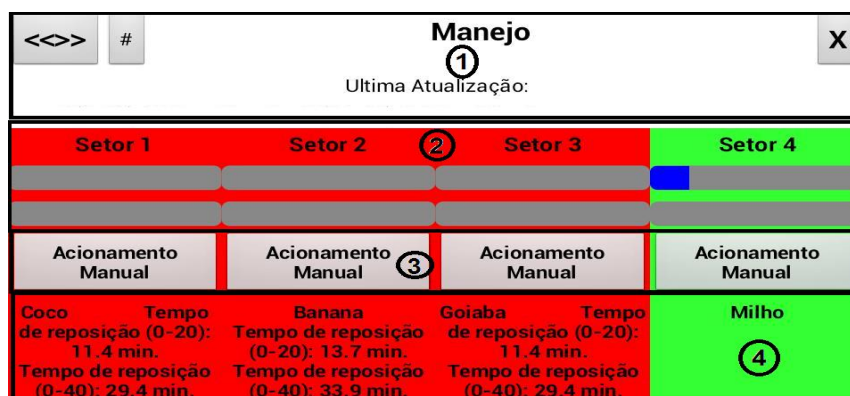 <<>> # Manejo X
1
Ultima Atualização:
Setor 1 Setor 2 2 Setor 3 Setor 4
Acionamento Manual Acionamento Manual 3 Acionamento Manual Acionamento Manual
Coco Tempo
de reposição (0-20):
11.4 min.
Tempo de reposição
(0-40): 29.4 min.
Banana
Tempo de reposição
(0-20): 13.7 min.
Tempo de reposição
(0-40): 33.9 min.
Goiaba Tempo
de reposição (0-20):
11.4 min.
Tempo de reposição
(0-40): 29.4 min.
Milho
4